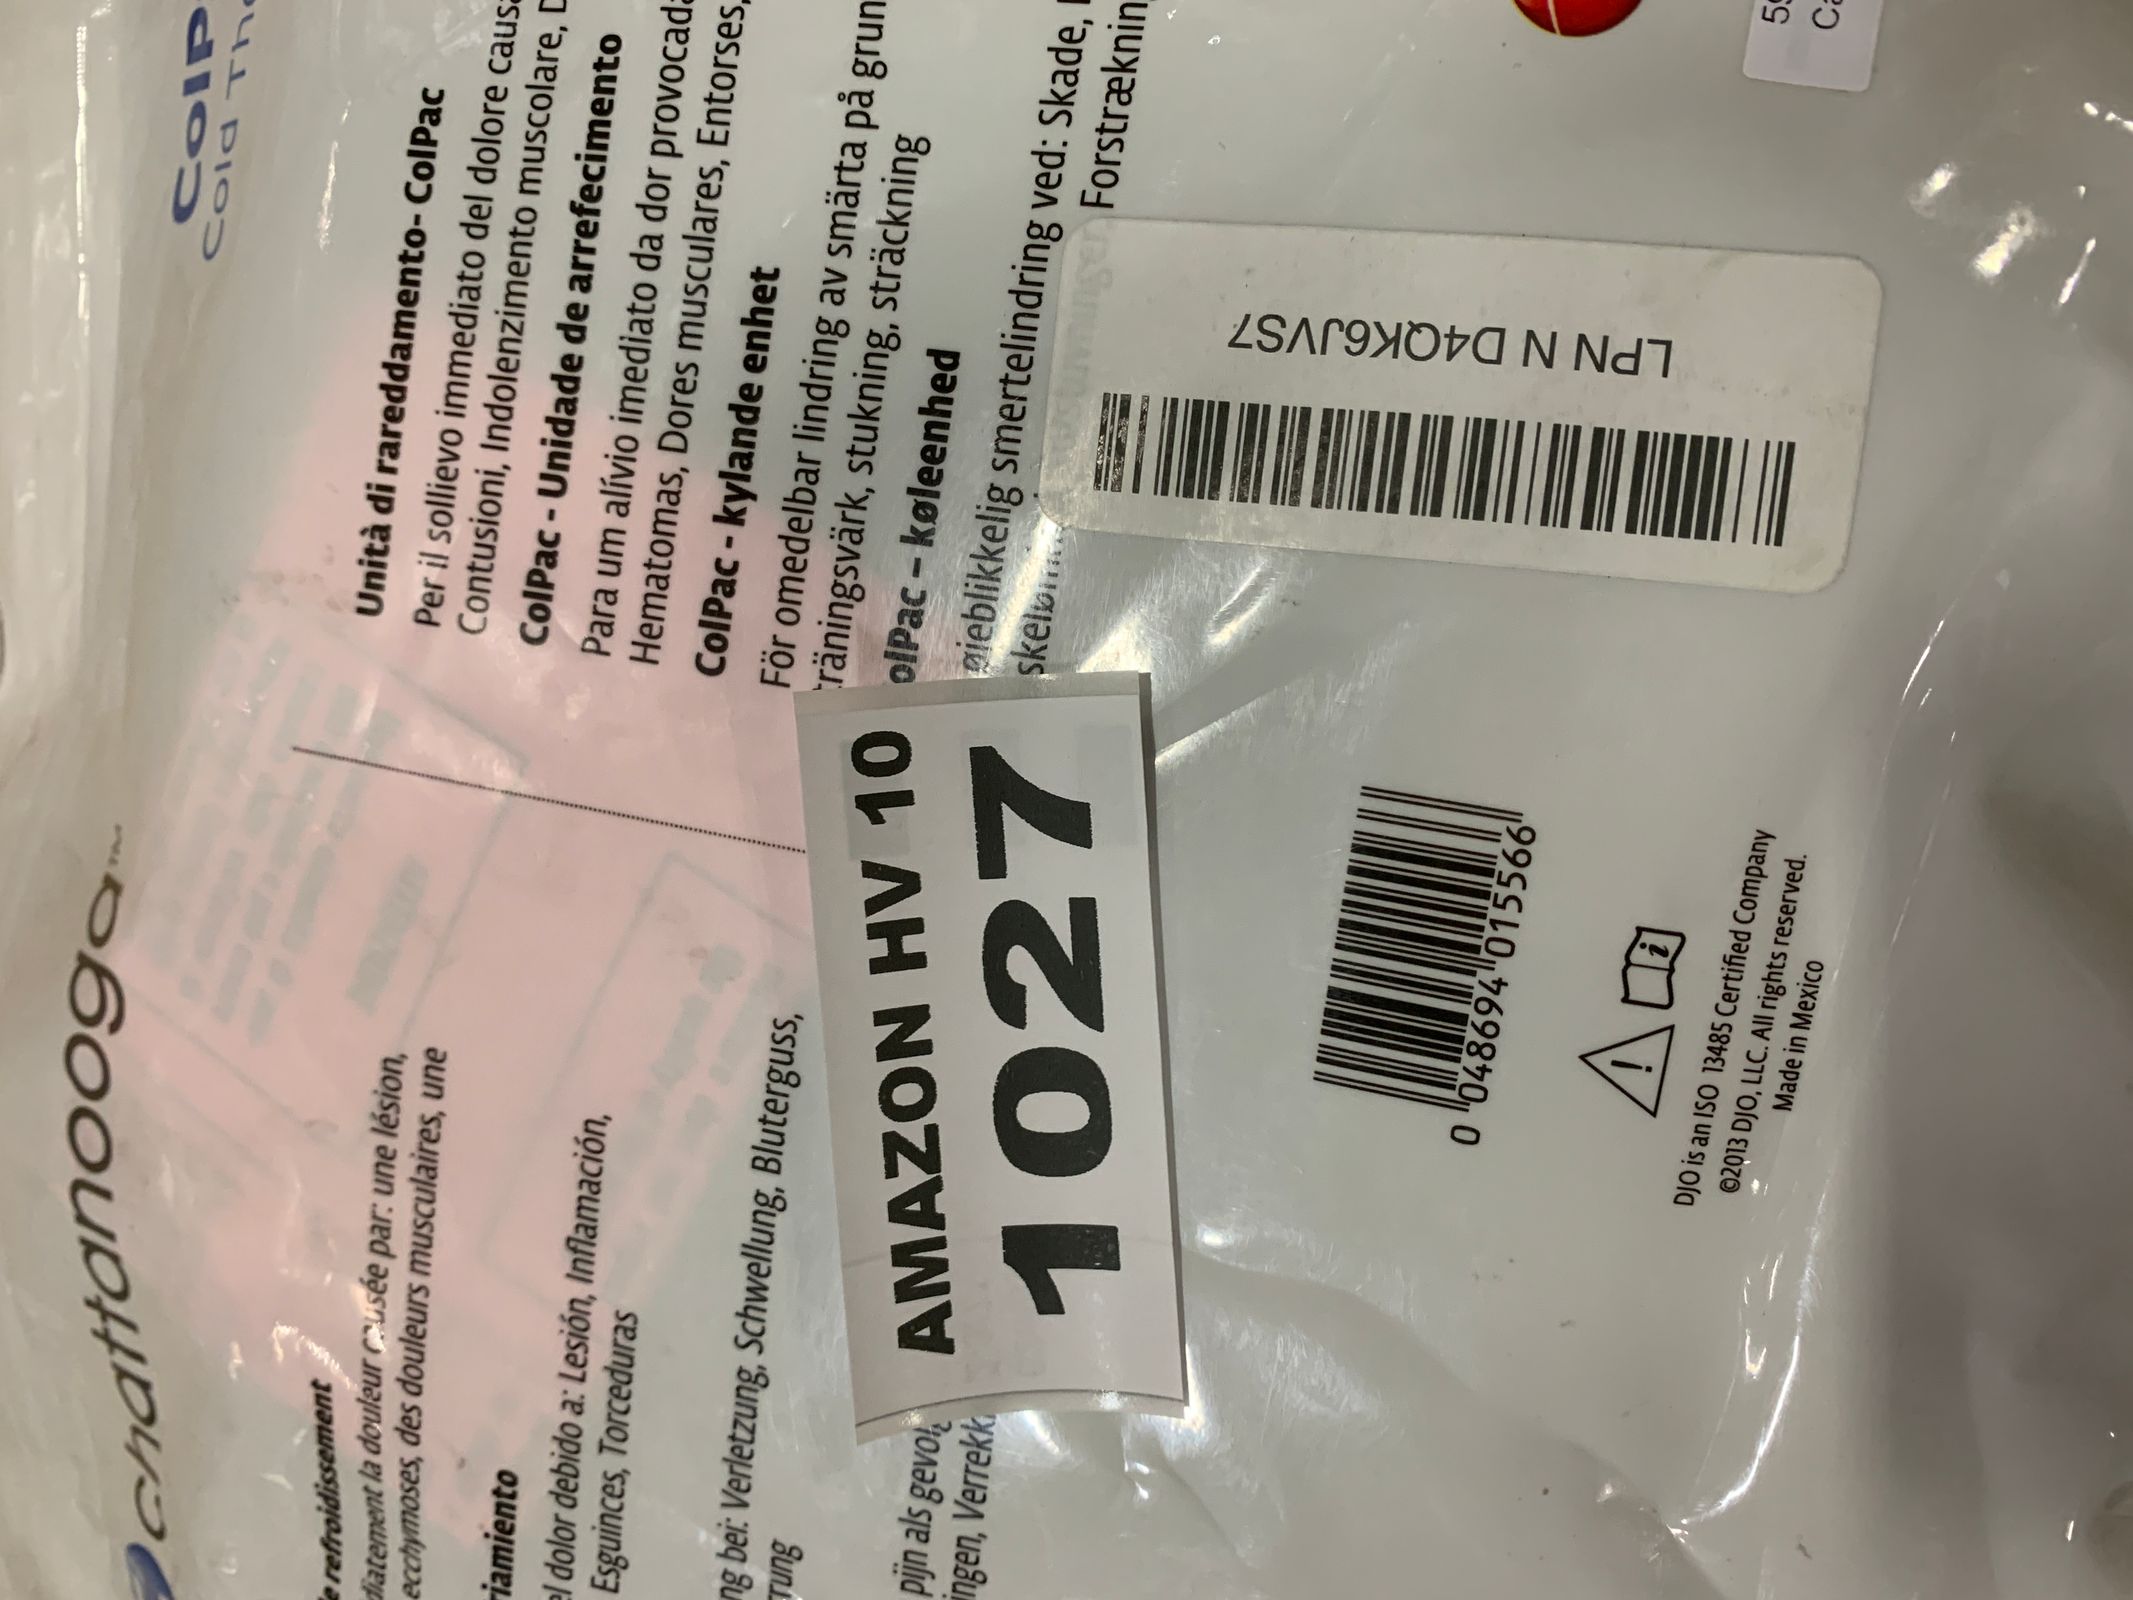 chattanooga™
ColP
Cold The
e refroidissement
diatement la douleur causée par: une lésion,
ecchymoses, des douleurs musculaires, une
riamiento
el dolor debido a: Lesión, Inflamación,
Esguinces, Torceduras
ng bei: Verletzung, Schwellung, Bluterguss,
rung
pijn als gevolg
ingen, Verrekk
Unità di rareddamento- ColPac
Per il sollievo immediato del dolore caus
Contusioni, Indolenzimento muscolare, D
ColPac - Unidade de arrefecimento
Para um alívio imediato da dor provocada
Hematomas, Dores musculares, Entorses,
ColPac - kylande enhet
För omedelbar lindring av smärta på grun
träningsvärk, stukning, sträckning
olPac – køleenhed
øjeblikkelig smertelindring ved: Skade,
Forstrækning
AMAZON HV 10
1027
LPN N D4QK6JVS7
0 048694 015566
DJO is an ISO 13485 Certified Company
©2013 DJO, LLC. All rights reserved.
Made in Mexico